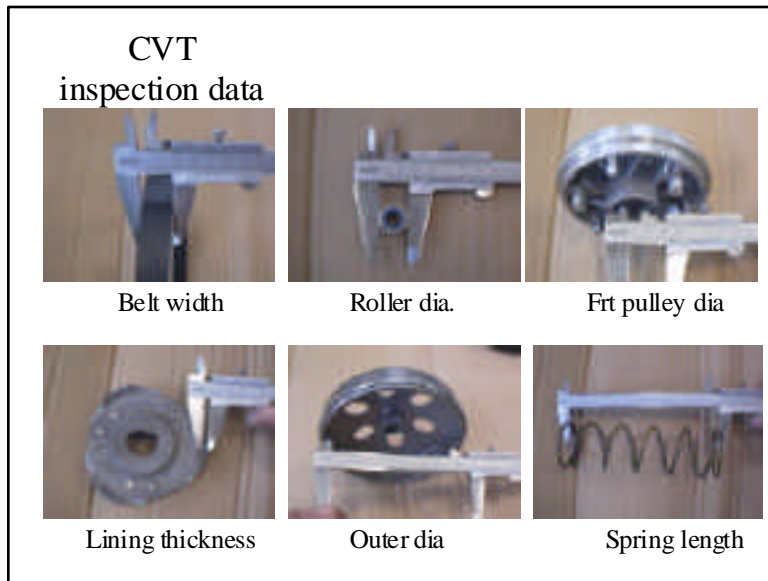 CVT
inspection data
Belt width
Roller dia.
Frt pulley dia
Lining thickness
Outer dia
Spring length